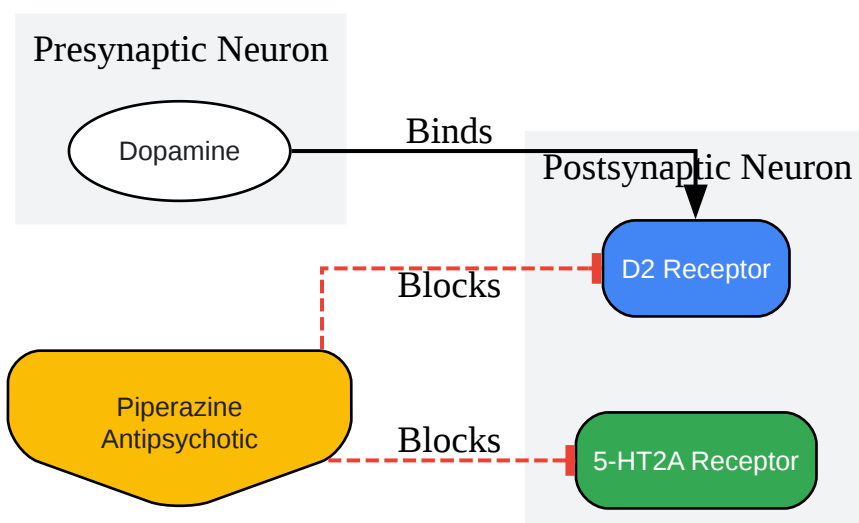 Presynaptic Neuron
Dopamine
Binds
Postsynaptic Neuron
D2 Receptor
Blocks
Piperazine
Antipsychotic
Blocks
5-HT2A Receptor